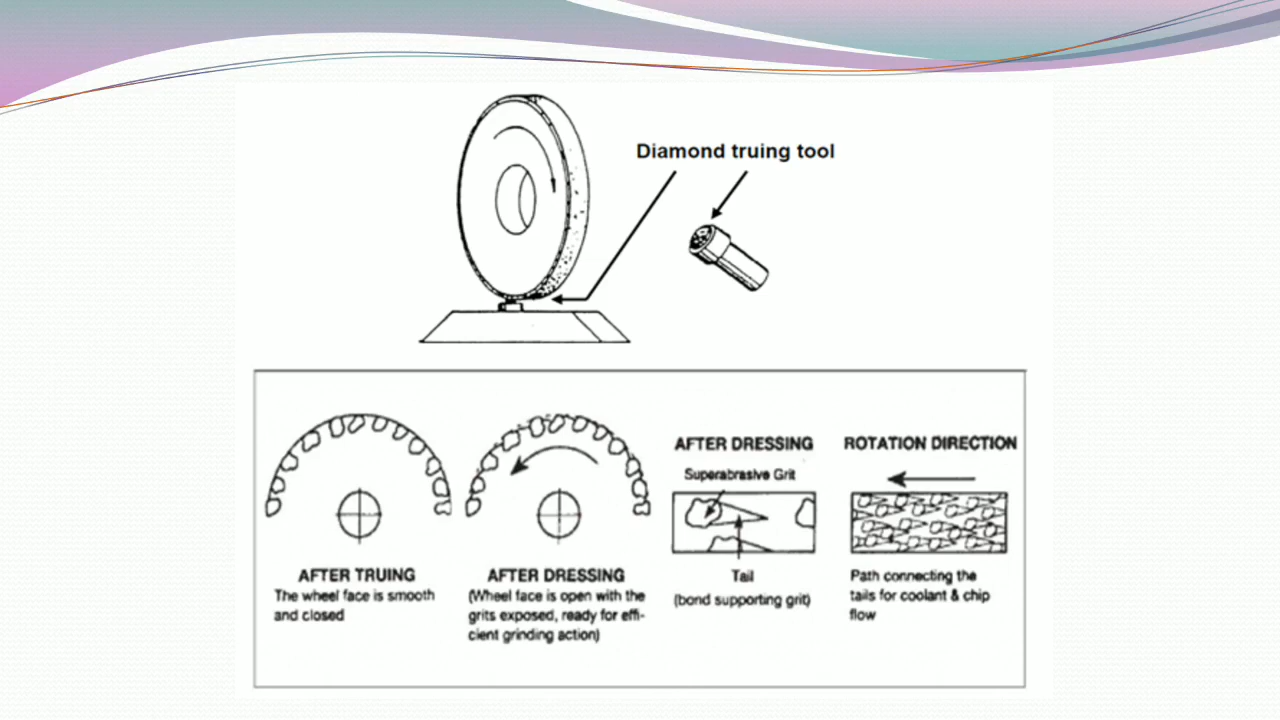 Diamond truing tool
AFTER TRUING
The wheel face is smooth
and closed
AFTER DRESSING
(Wheel face is open with the
grits exposed, ready for effi-
cient grinding action)
AFTER DRESSING
Superabrasive Grit
Tail
(bond supporting grit)
ROTATION DIRECTION
Path connecting the
tails for coolant & chip
flow